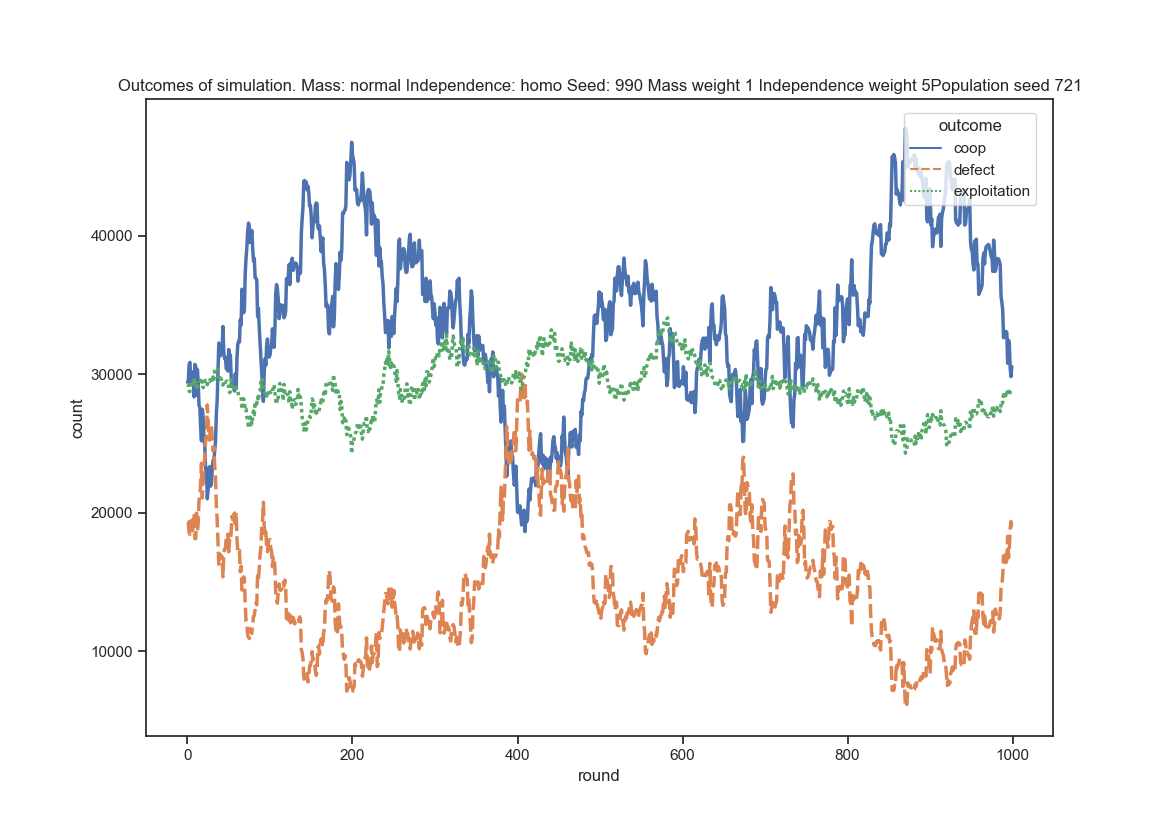 Outcomes of simulation. Mass: normal Independence: homo Seed: 990 Mass weight 1 Independence weight 5Population seed 721
outcome
coop
defect
exploitation
count
40000
30000
20000
10000
0 200 400 600 800 1000
round